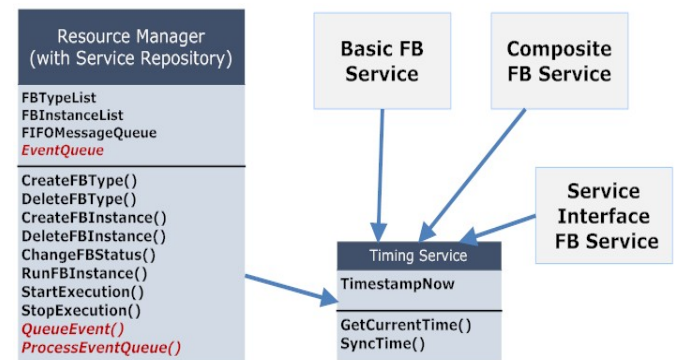 Resource Manager
(with Service Repository)
FBTypeList
FBInstanceList
FIFOMessageQueue
EventQueue
CreateFBType()
DeleteFBType()
CreateFBInstance()
DeleteFBInstance()
ChangeFBStatus()
RunFBInstance()
StartExecution()
StopExecution()
QueueEvent()
ProcessEventQueue()
Basic FB
Service
Composite
FB Service
Service
Interface
FB Service
Timing Service
TimestampNow
GetCurrentTime()
SyncTime()